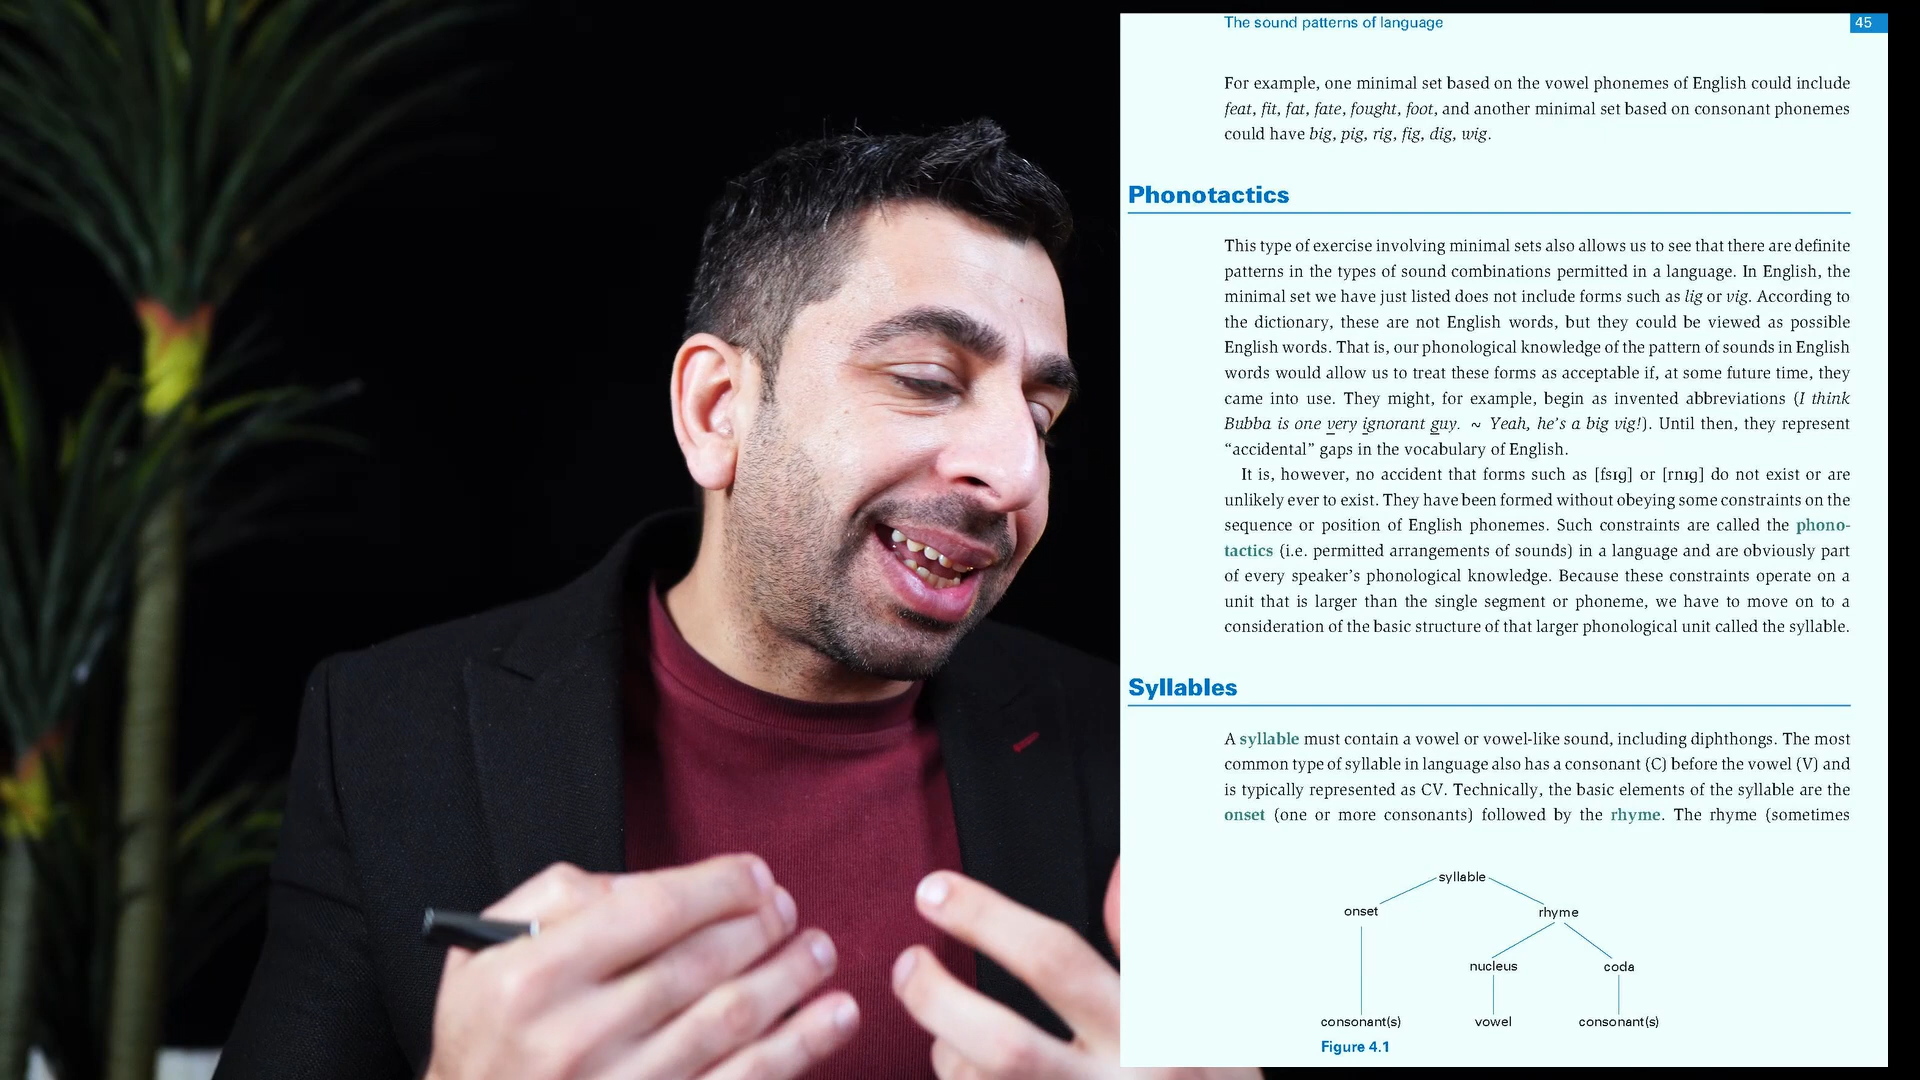 The sound patterns of language
45
For example, one minimal set based on the vowel phonemes of English could include
feat, fit, fat, fate, fought, foot, and another minimal set based on consonant phonemes
could have big, pig, rig, fig, dig, wig.
Phonotactics
This type of exercise involving minimal sets also allows us to see that there are definite
patterns in the types of sound combinations permitted in a language. In English, the
minimal set we have just listed does not include forms such as lig or vig. According to
the dictionary, these are not English words, but they could be viewed as possible
English words. That is, our phonological knowledge of the pattern of sounds in English
words would allow us to treat these forms as acceptable if, at some future time, they
came into use. They might, for example, begin as invented abbreviations (I think
Bubba is one very ignorant guy. ~ Yeah, he's a big vig!). Until then, they represent
“accidental” gaps in the vocabulary of English.
It is, however, no accident that forms such as [fsɪg] or [rnɪg] do not exist or are
unlikely ever to exist. They have been formed without obeying some constraints on the
sequence or position of English phonemes. Such constraints are called the phono-
tactics (i.e. permitted arrangements of sounds) in a language and are obviously part
of every speaker's phonological knowledge. Because these constraints operate on a
unit that is larger than the single segment or phoneme, we have to move on to a
consideration of the basic structure of that larger phonological unit called the syllable.
Syllables
A syllable must contain a vowel or vowel-like sound, including diphthongs. The most
common type of syllable in language also has a consonant (C) before the vowel (V) and
is typically represented as CV. Technically, the basic elements of the syllable are the
onset (one or more consonants) followed by the rhyme. The rhyme (sometimes
syllable
onset rhyme
nucleus coda
consonant(s) vowel consonant(s)
Figure 4.1